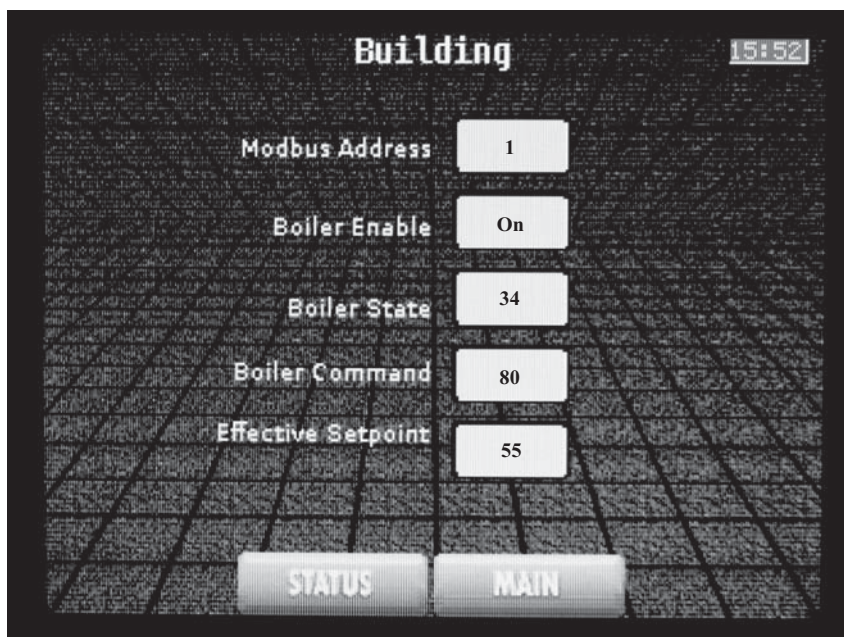 Building 15:52
Modbus Address 1
Boiler Enable On
Boiler State 34
Boiler Command 80
Effective Setpoint 55
STATUS MAIN